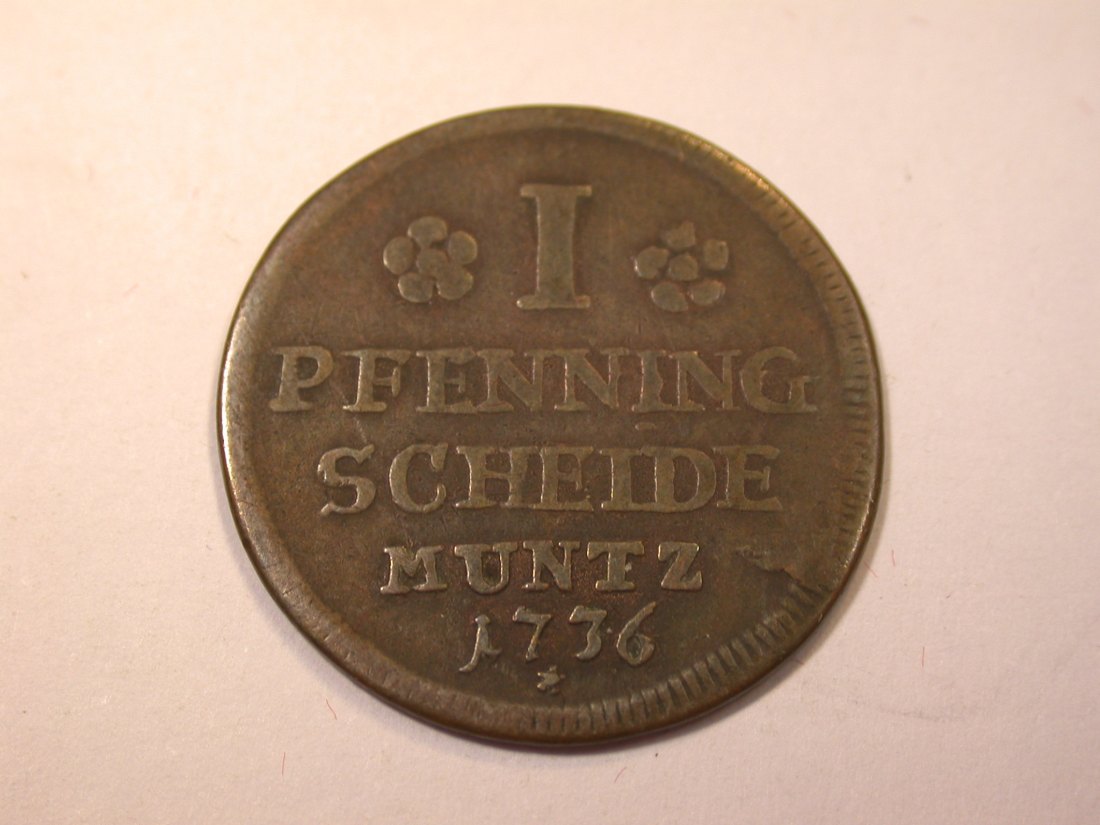 I
PFENNING
SCHEIDE
MUNTZ
1736